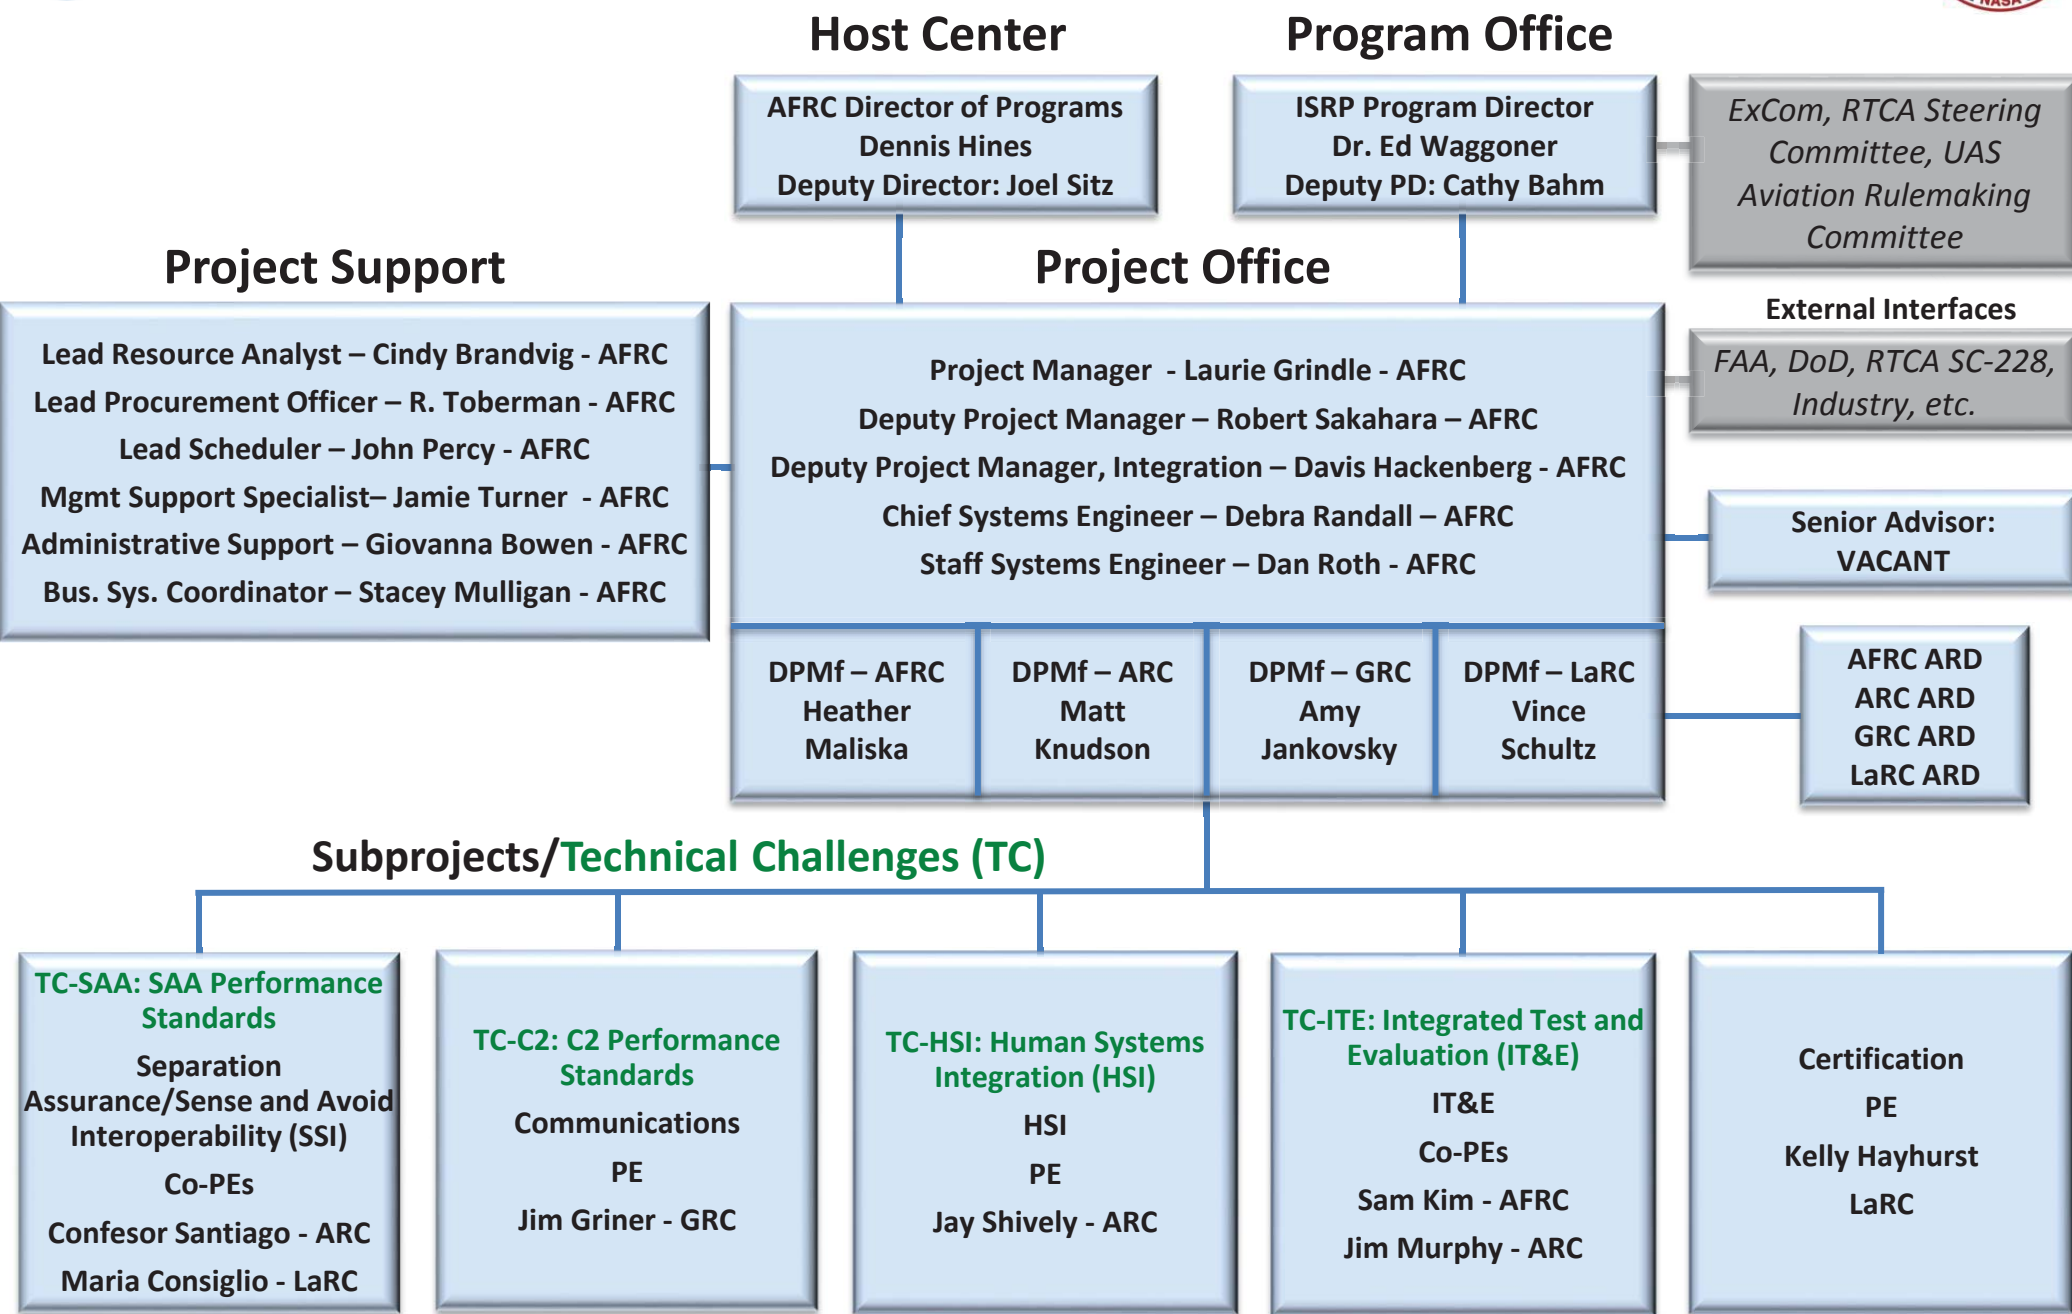 NASA
Host Center
Program Office
AFRC Director of Programs
Dennis Hines
Deputy Director: Joel Sitz
ISRP Program Director
Dr. Ed Waggoner
Deputy PD: Cathy Bahm
ExCom, RTCA Steering
Committee, UAS
Aviation Rulemaking
Committee
Project Support
Project Office
External Interfaces
FAA, DoD, RTCA SC-228,
Industry, etc.
Lead Resource Analyst – Cindy Brandvig - AFRC
Lead Procurement Officer – R. Toberman - AFRC
Lead Scheduler – John Percy - AFRC
Mgmt Support Specialist– Jamie Turner - AFRC
Administrative Support – Giovanna Bowen - AFRC
Bus. Sys. Coordinator – Stacey Mulligan - AFRC
Project Manager - Laurie Grindle - AFRC
Deputy Project Manager – Robert Sakahara – AFRC
Deputy Project Manager, Integration – Davis Hackenberg - AFRC
Chief Systems Engineer – Debra Randall – AFRC
Staff Systems Engineer – Dan Roth - AFRC
Senior Advisor:
VACANT
DPMf – AFRC
Heather
Maliska
DPMf – ARC
Matt
Knudson
DPMf – GRC
Amy
Jankovsky
DPMf – LaRC
Vince
Schultz
AFRC ARD
ARC ARD
GRC ARD
LaRC ARD
Subprojects/Technical Challenges (TC)
TC-SAA: SAA Performance
Standards
Separation
Assurance/Sense and Avoid
Interoperability (SSI)
Co-PEs
Confesor Santiago - ARC
Maria Consiglio - LaRC
TC-C2: C2 Performance
Standards
Communications
PE
Jim Griner - GRC
TC-HSI: Human Systems
Integration (HSI)
HSI
PE
Jay Shively - ARC
TC-ITE: Integrated Test and
Evaluation (IT&E)
IT&E
Co-PEs
Sam Kim - AFRC
Jim Murphy - ARC
Certification
PE
Kelly Hayhurst
LaRC